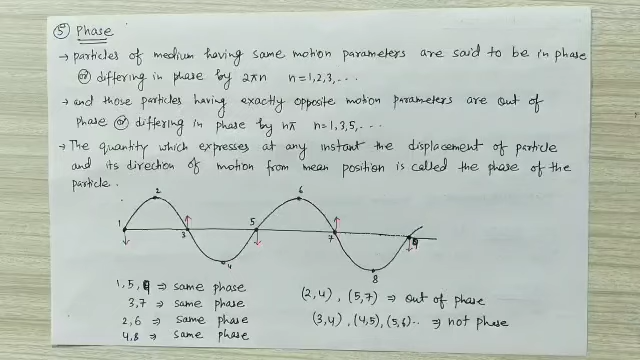 ⑤ Phase
→ particles of medium having same motion parameters are said to be in phase
(or) differing in phase by 2πn n=1,2,3,...
→ and those particles having exactly opposite motion parameters are out of
phase (or) differing in phase by nπ n=1,3,5,...
→ The quantity which expresses at any instant the displacement of particle
and its direction of motion from mean position is called the phase of the
particle.
2 6
1 3 5 7 9
4 8
1,5,9 ⇒ same phase
3,7 ⇒ same phase
2,6 ⇒ same phase
4,8 ⇒ same phase
(2,4), (5,7) ⇒ out of phase
(3,4), (4,5), (5,6).. ⇒ not phase